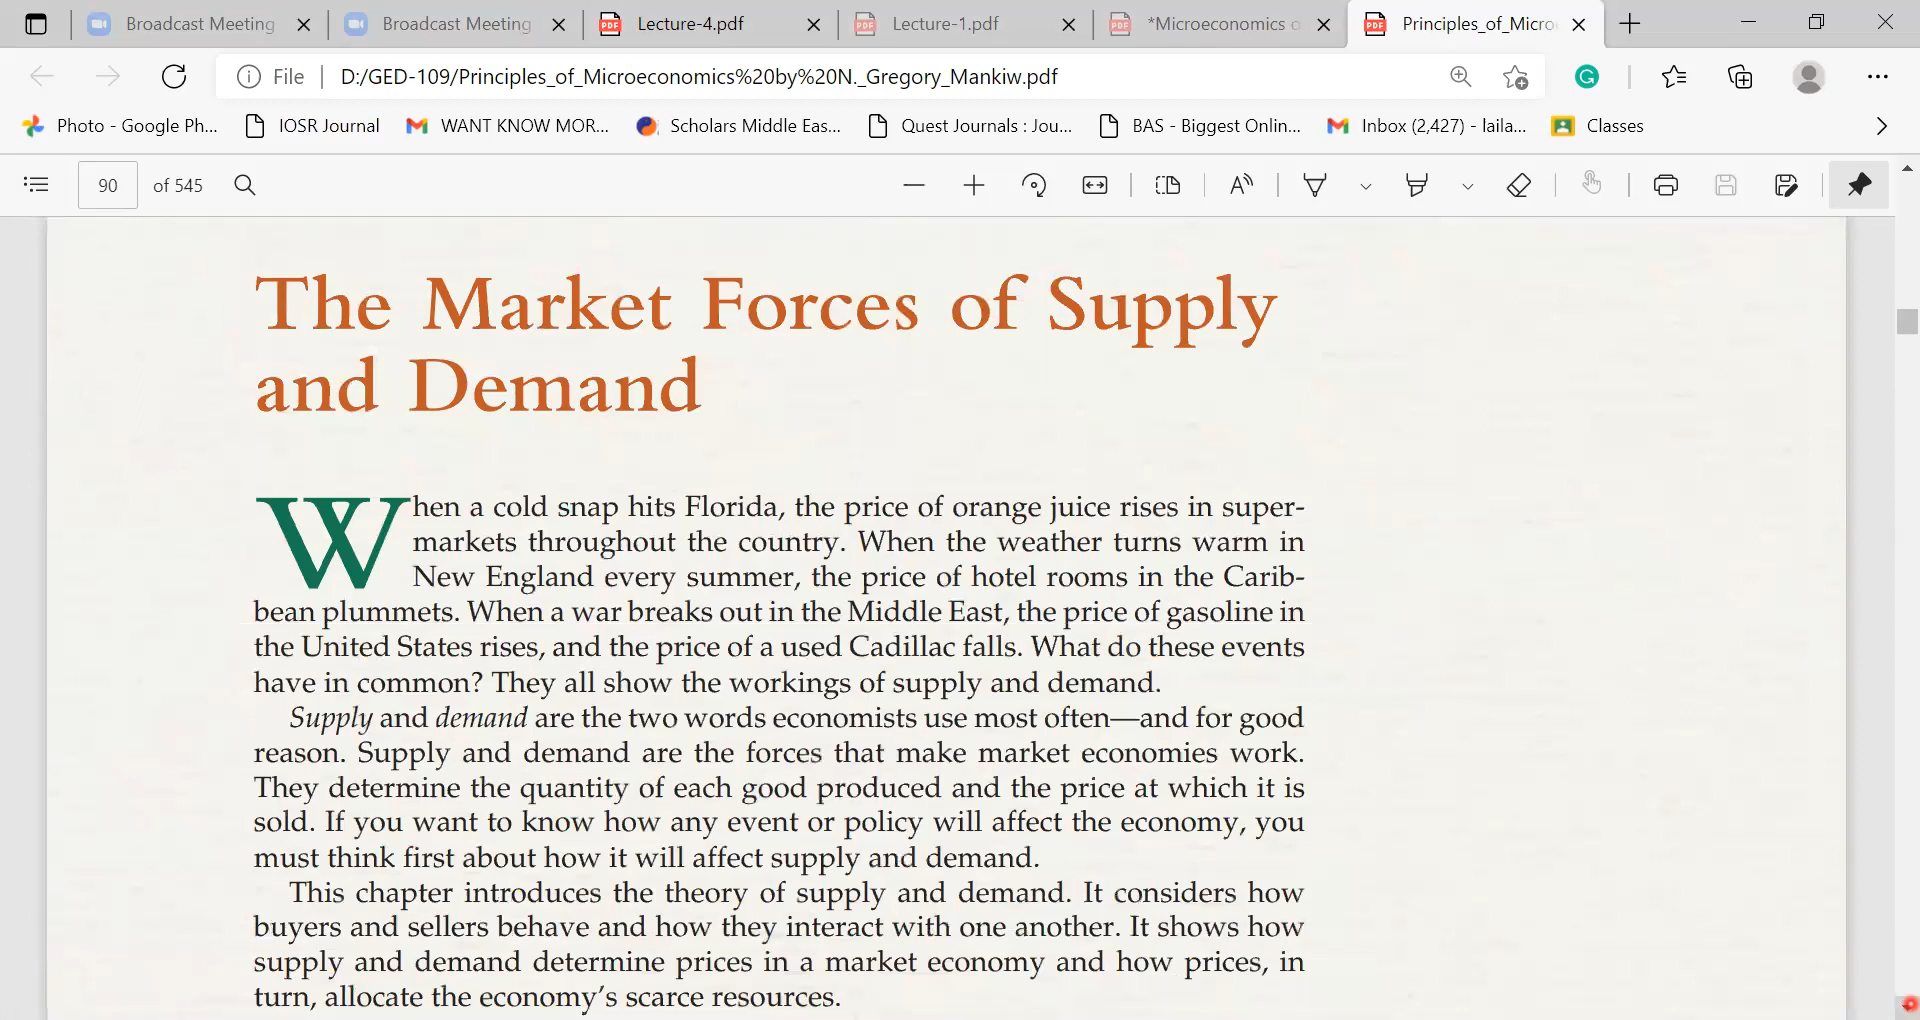 Broadcast Meeting
Broadcast Meeting
Lecture-4.pdf
Lecture-1.pdf
*Microeconomics o
Principles_of_Micro
File
D:/GED-109/Principles_of_Microeconomics%20by%20N._Gregory_Mankiw.pdf
Photo - Google Ph...
IOSR Journal
WANT KNOW MOR...
Scholars Middle Eas...
Quest Journals : Jou...
BAS - Biggest Onlin...
Inbox (2,427) - laila...
Classes
90 of 545
The Market Forces of Supply
and Demand
When a cold snap hits Florida, the price of orange juice rises in super-
markets throughout the country. When the weather turns warm in
New England every summer, the price of hotel rooms in the Carib-
bean plummets. When a war breaks out in the Middle East, the price of gasoline in
the United States rises, and the price of a used Cadillac falls. What do these events
have in common? They all show the workings of supply and demand.
Supply and demand are the two words economists use most often—and for good
reason. Supply and demand are the forces that make market economies work.
They determine the quantity of each good produced and the price at which it is
sold. If you want to know how any event or policy will affect the economy, you
must think first about how it will affect supply and demand.
This chapter introduces the theory of supply and demand. It considers how
buyers and sellers behave and how they interact with one another. It shows how
supply and demand determine prices in a market economy and how prices, in
turn, allocate the economy's scarce resources.